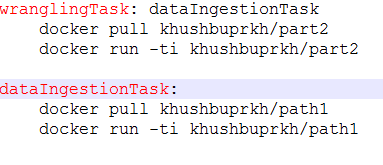 wranglingTask: dataIngestionTask
docker pull khushbuprkh/part2
docker run -ti khushbuprkh/part2
dataIngestionTask:
docker pull khushbuprkh/path1
docker run -ti khushbuprkh/path1